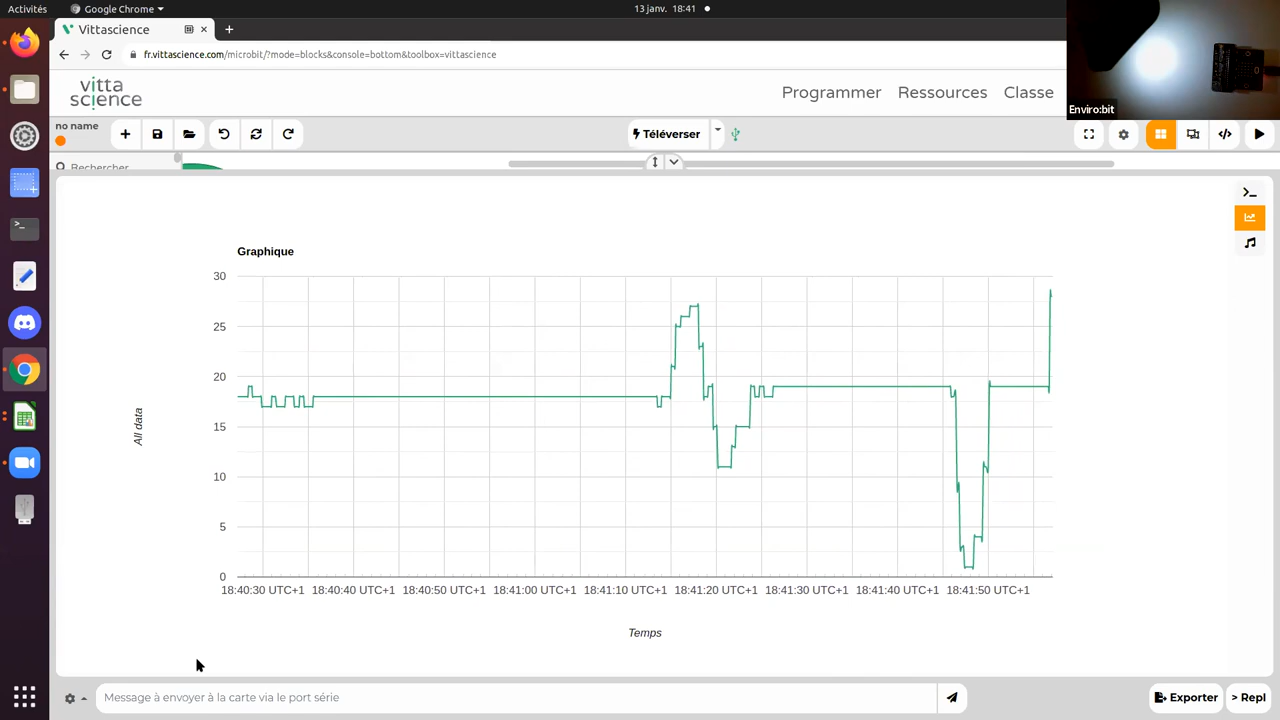 Activités
Google Chrome
13 janv. 18:41
Vittascience
fr.vittascience.com/microbit/?mode=blocks&console=bottom&toolbox=vittascience
vitta science
Programmer
Ressources
Classe
Enviro:bit
no name
Téléverser
Rechercher
Graphique
30
25
20
15
10
5
0
All data
18:40:30 UTC+1
18:40:40 UTC+1
18:40:50 UTC+1
18:41:00 UTC+1
18:41:10 UTC+1
18:41:20 UTC+1
18:41:30 UTC+1
18:41:40 UTC+1
18:41:50 UTC+1
Temps
Message à envoyer à la carte via le port série
Exporter
> Repl